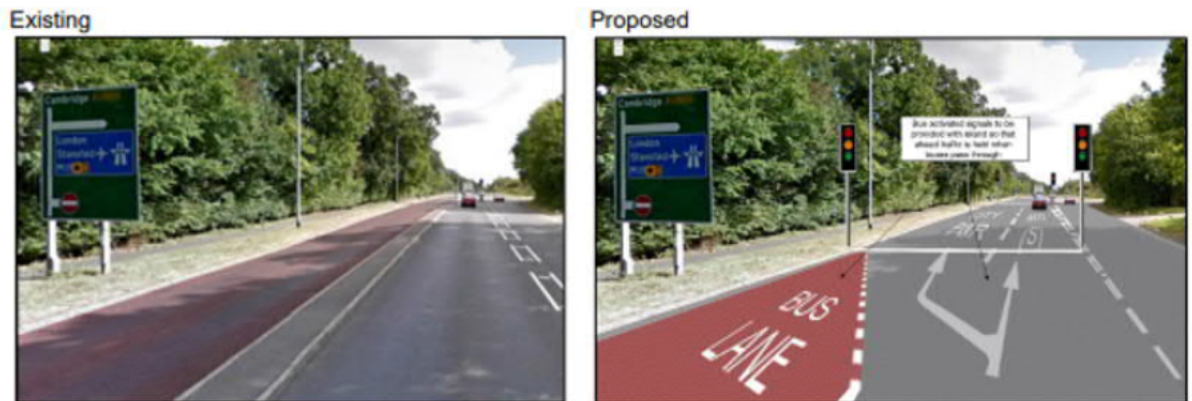 Existing
Proposed
Cambridge
London
Stansted
Cambridge
London
Stansted
Bus activated signals to be
provided with island so that
ahead traffic is held when
buses pass through
BUS
LANE